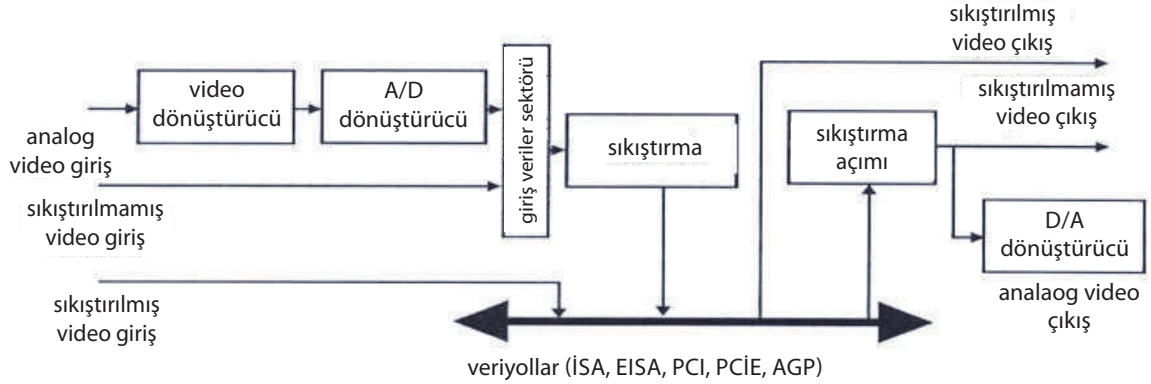 sıkıştırılmış
video çıkış
video
dönüştürücü
A/D
dönüştürücü
giriş veriler sektörü
sıkıştırma
sıkıştırma
açımı
sıkıştırılmamış
video çıkış
analog
video giriş
sıkıştırılmamış
video giriş
D/A
dönüştürücü
analaog video
çıkış
sıkıştırılmış
video giriş
veriyollar (İSA, EISA, PCI, PCİE, AGP)